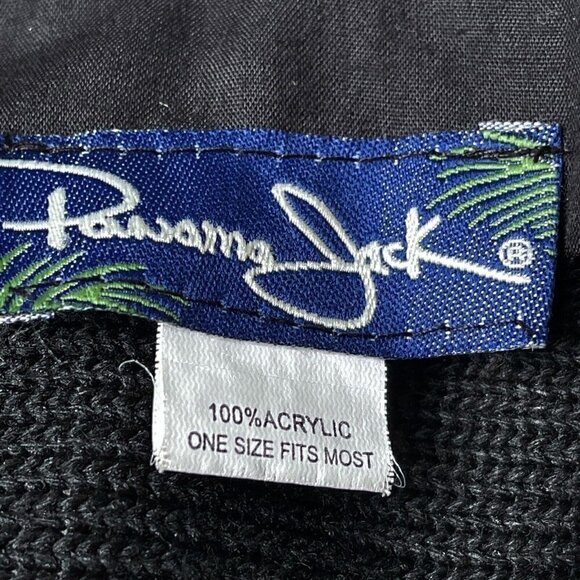 Panama Jack®
100%ACRYLIC
ONE SIZE FITS MOST